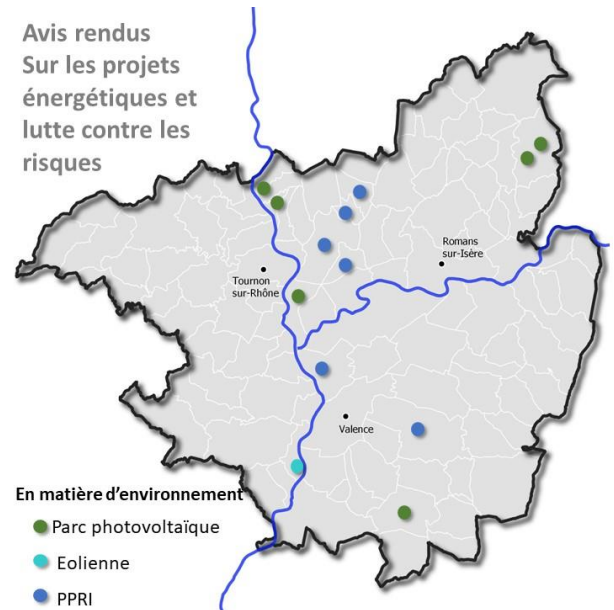 Avis rendus
Sur les projets
énergétiques et
lutte contre les
risques
Romans
sur-Isère
Tournon
sur-Rhône
Valence
En matière d'environnement
Parc photovoltaïque
Eolienne
PPRI